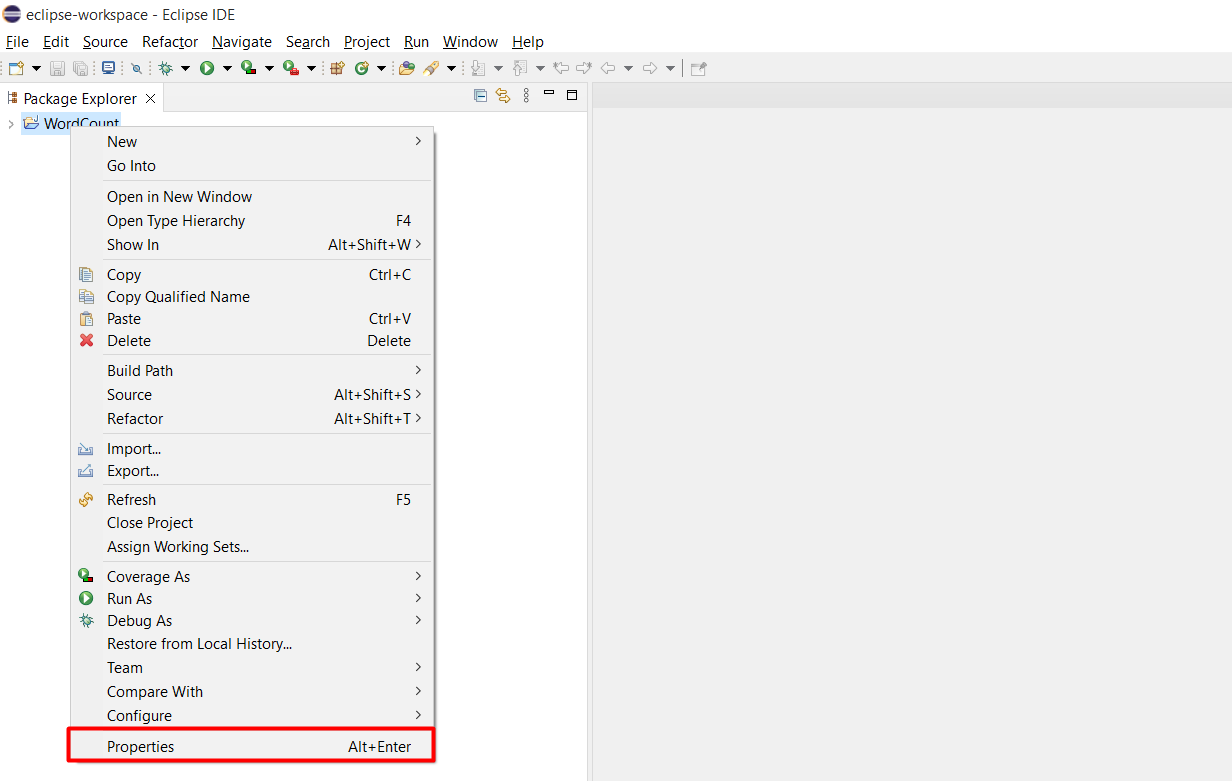 eclipse-workspace - Eclipse IDE
File Edit Source Refactor Navigate Search Project Run Window Help
Package Explorer
WordCount
New
Go Into
Open in New Window
Open Type Hierarchy F4
Show In Alt+Shift+W
Copy Ctrl+C
Copy Qualified Name
Paste Ctrl+V
Delete Delete
Build Path
Source Alt+Shift+S
Refactor Alt+Shift+T
Import...
Export...
Refresh F5
Close Project
Assign Working Sets...
Coverage As
Run As
Debug As
Restore from Local History...
Team
Compare With
Configure
Properties Alt+Enter